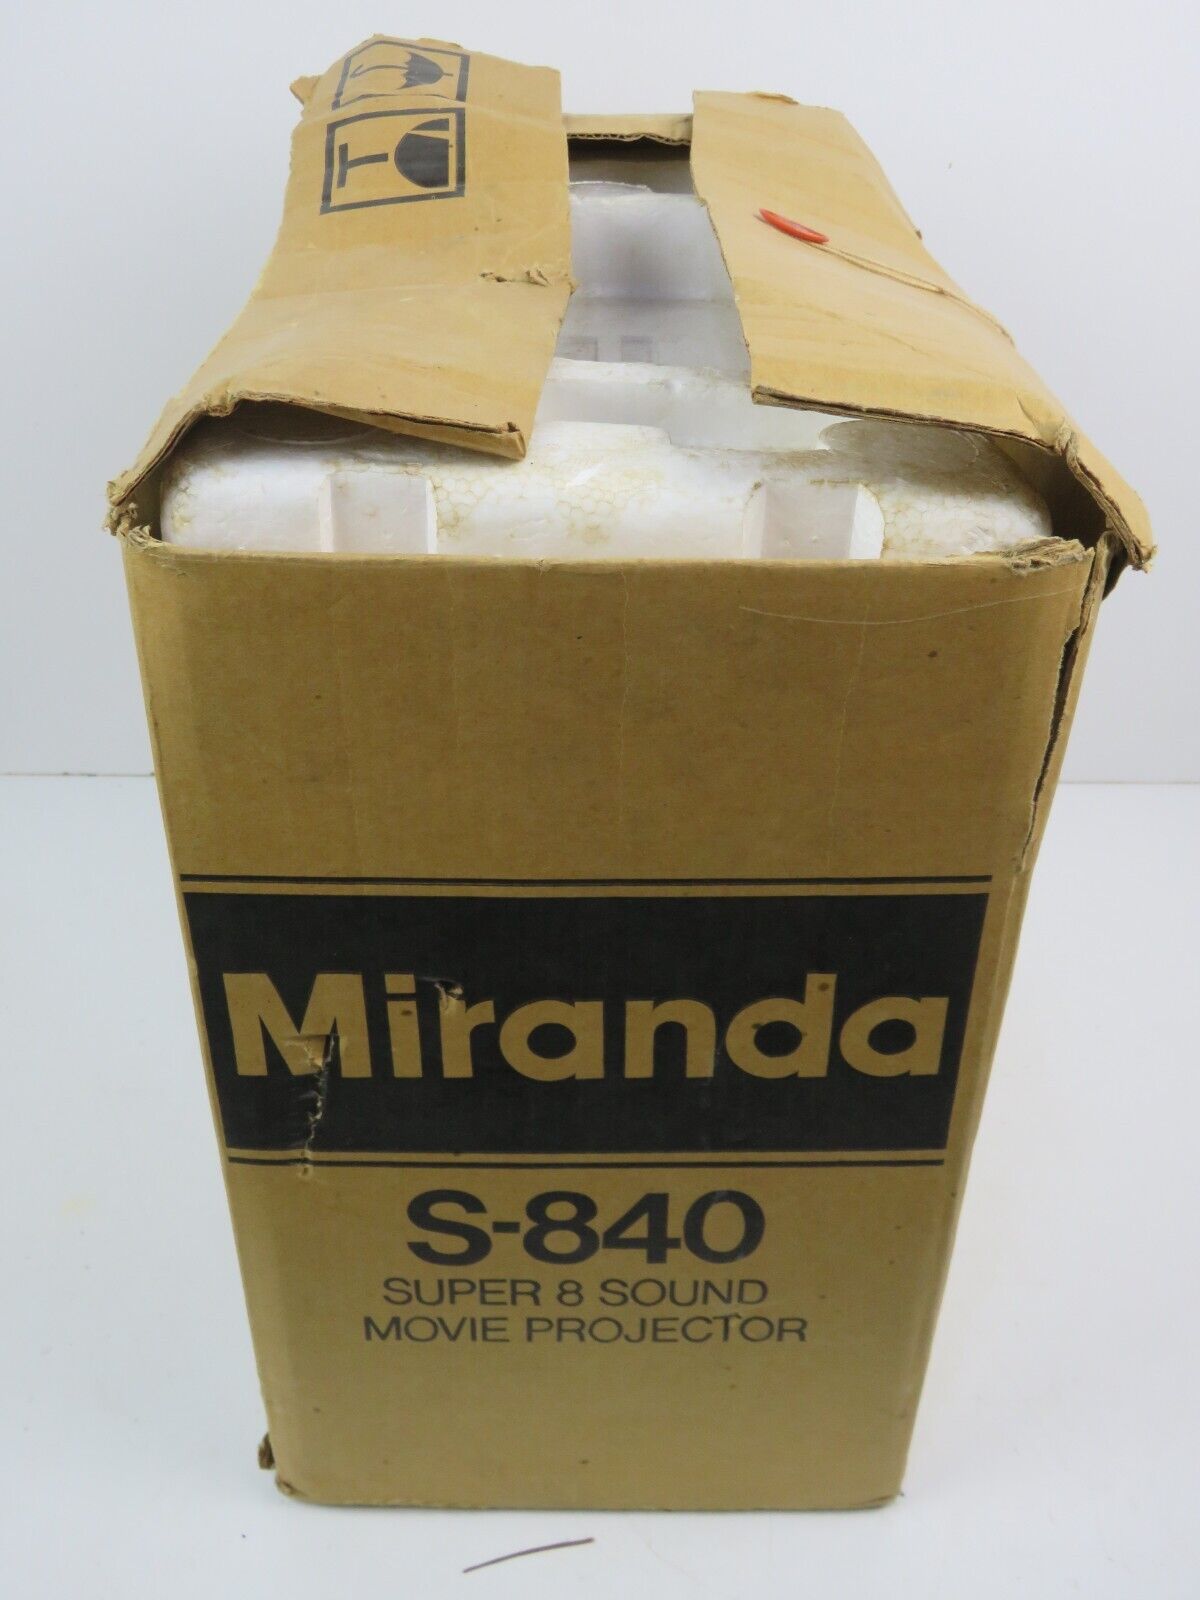 Miranda
S-840
SUPER 8 SOUND
MOVIE PROJECTOR